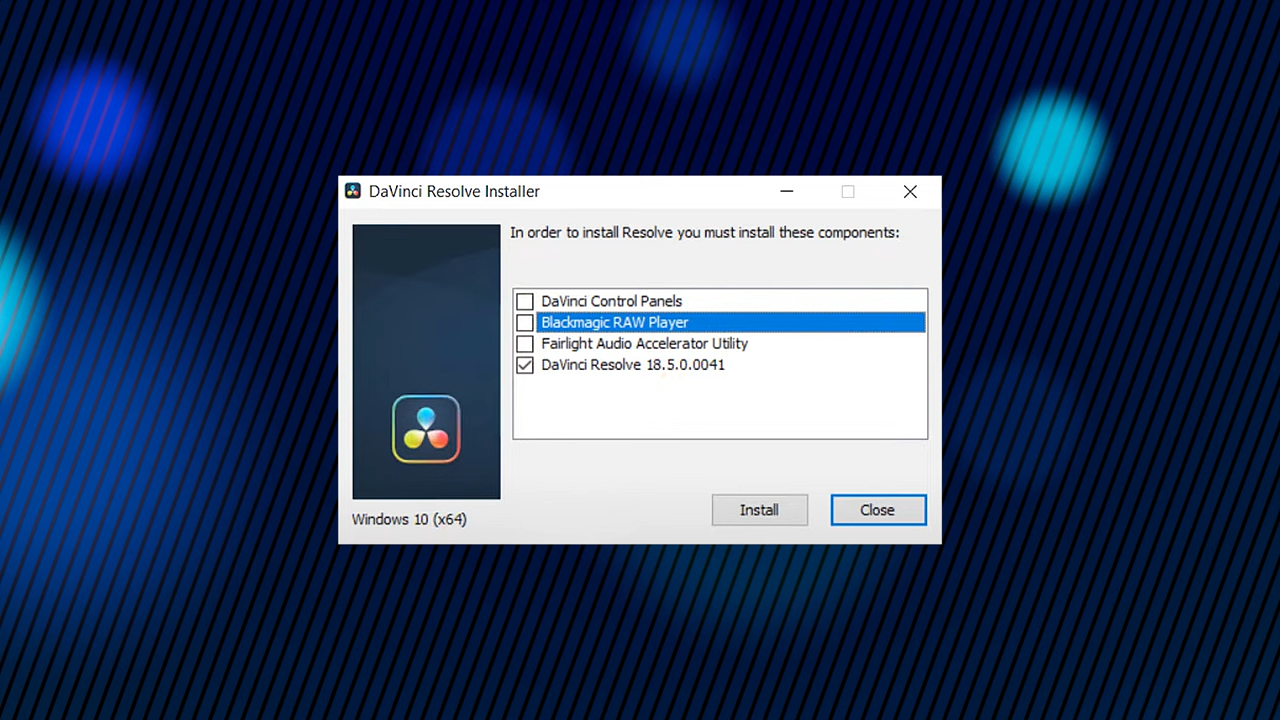 DaVinci Resolve Installer
In order to install Resolve you must install these components:
DaVinci Control Panels
Blackmagic RAW Player
Fairlight Audio Accelerator Utility
DaVinci Resolve 18.5.0.0041
Windows 10 (x64)
Install
Close